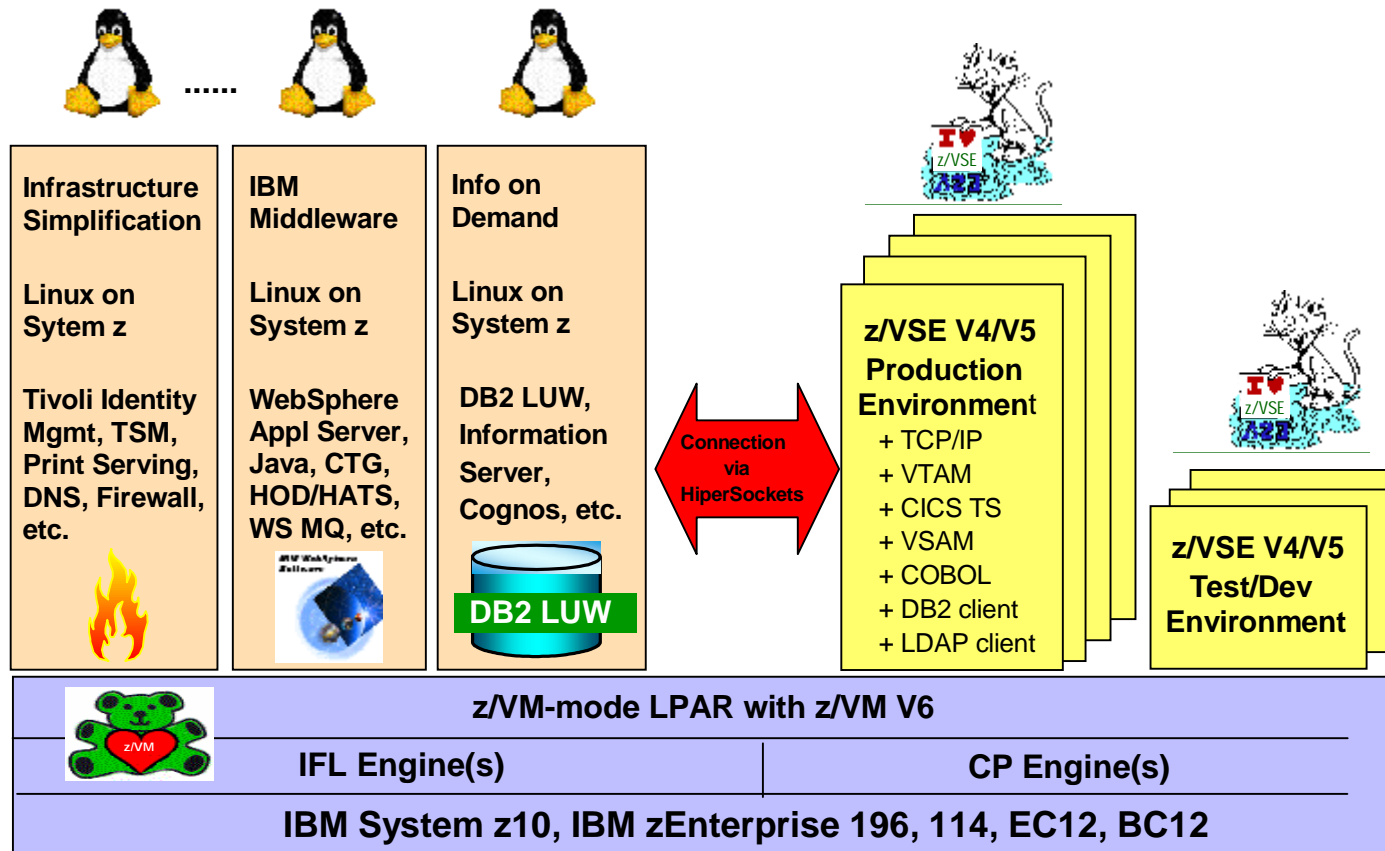 ......
Infrastructure
Simplification
Linux on
Sytem z
Tivoli Identity
Mgmt, TSM,
Print Serving,
DNS, Firewall,
etc.
IBM
Middleware
Linux on
System z
WebSphere
Appl Server,
Java, CTG,
HOD/HATS,
WS MQ, etc.
IBM WebSphere
Software
Info on
Demand
Linux on
System z
DB2 LUW,
Information
Server,
Cognos, etc.
DB2 LUW
Connection
via
HiperSockets
I ♥
z/VSE
z/VSE V4/V5
Production
Environment
+ TCP/IP
+ VTAM
+ CICS TS
+ VSAM
+ COBOL
+ DB2 client
+ LDAP client
I ♥
z/VSE
z/VSE V4/V5
Test/Dev
Environment
z/VM
z/VM-mode LPAR with z/VM V6
IFL Engine(s)
CP Engine(s)
IBM System z10, IBM zEnterprise 196, 114, EC12, BC12